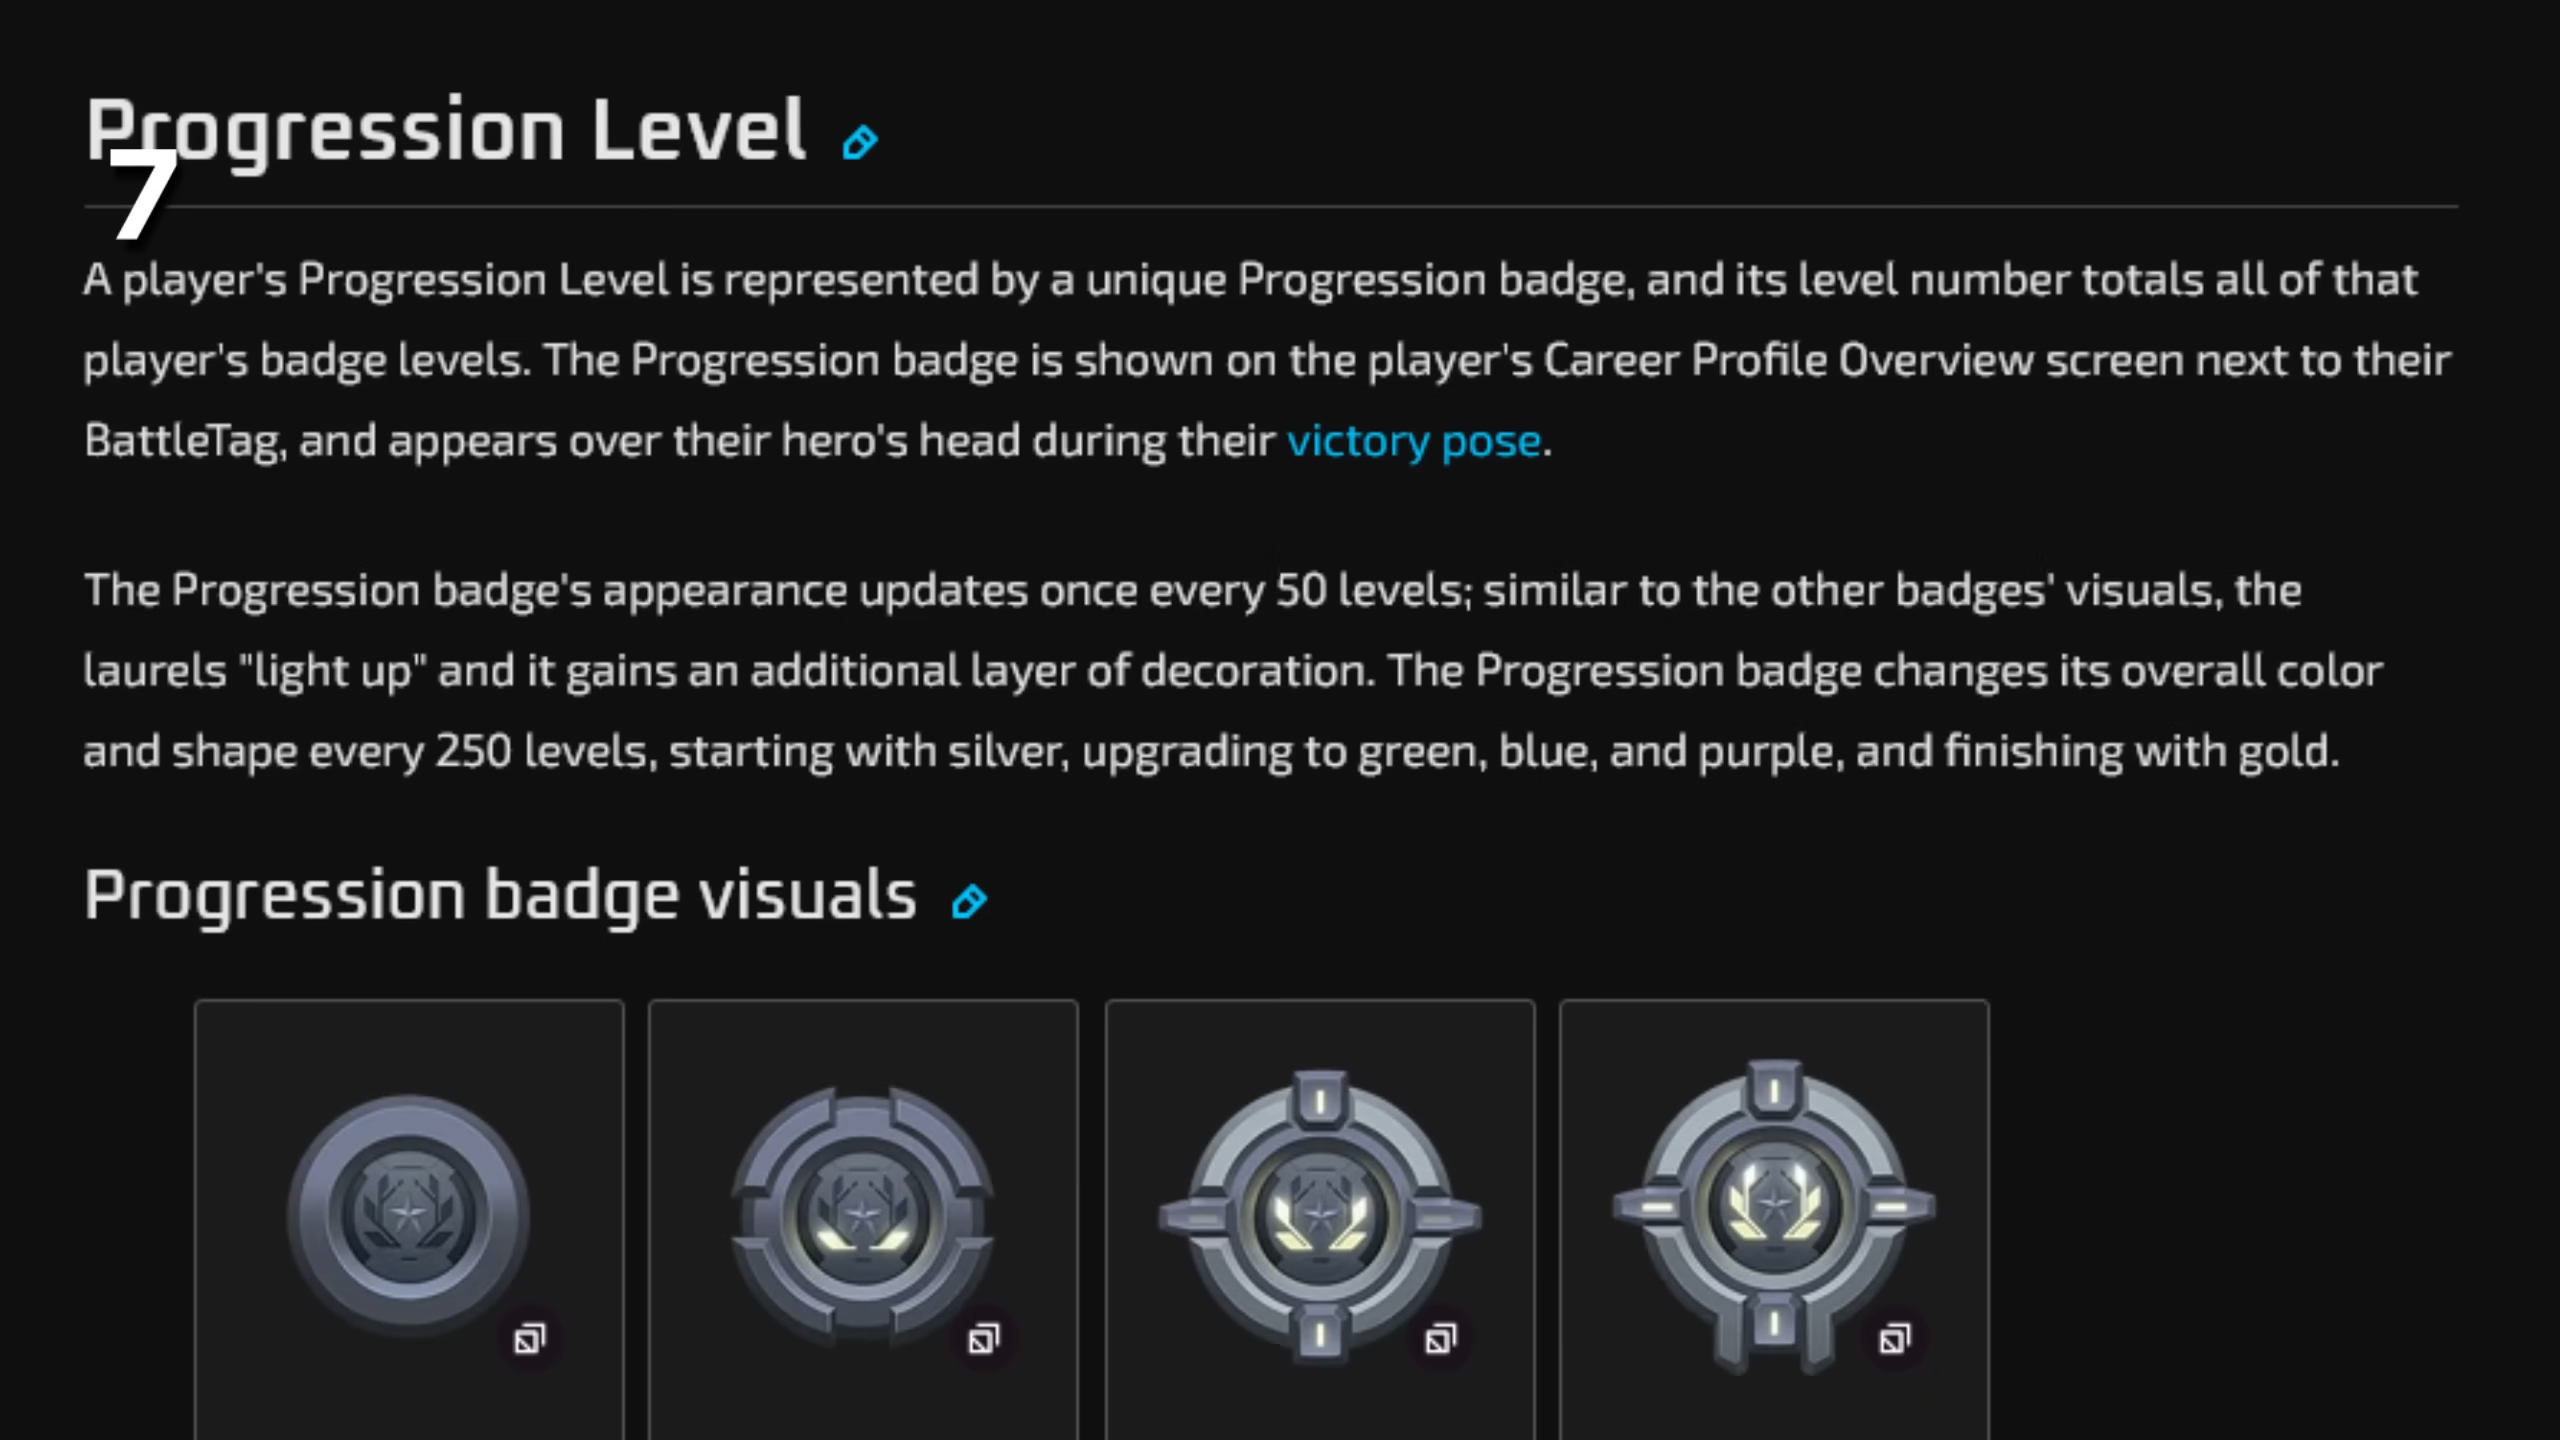 Progression Level
7
A player's Progression Level is represented by a unique Progression badge, and its level number totals all of that
player's badge levels. The Progression badge is shown on the player's Career Profile Overview screen next to their
BattleTag, and appears over their hero's head during their victory pose.
The Progression badge's appearance updates once every 50 levels; similar to the other badges' visuals, the
laurels "light up" and it gains an additional layer of decoration. The Progression badge changes its overall color
and shape every 250 levels, starting with silver, upgrading to green, blue, and purple, and finishing with gold.
Progression badge visuals